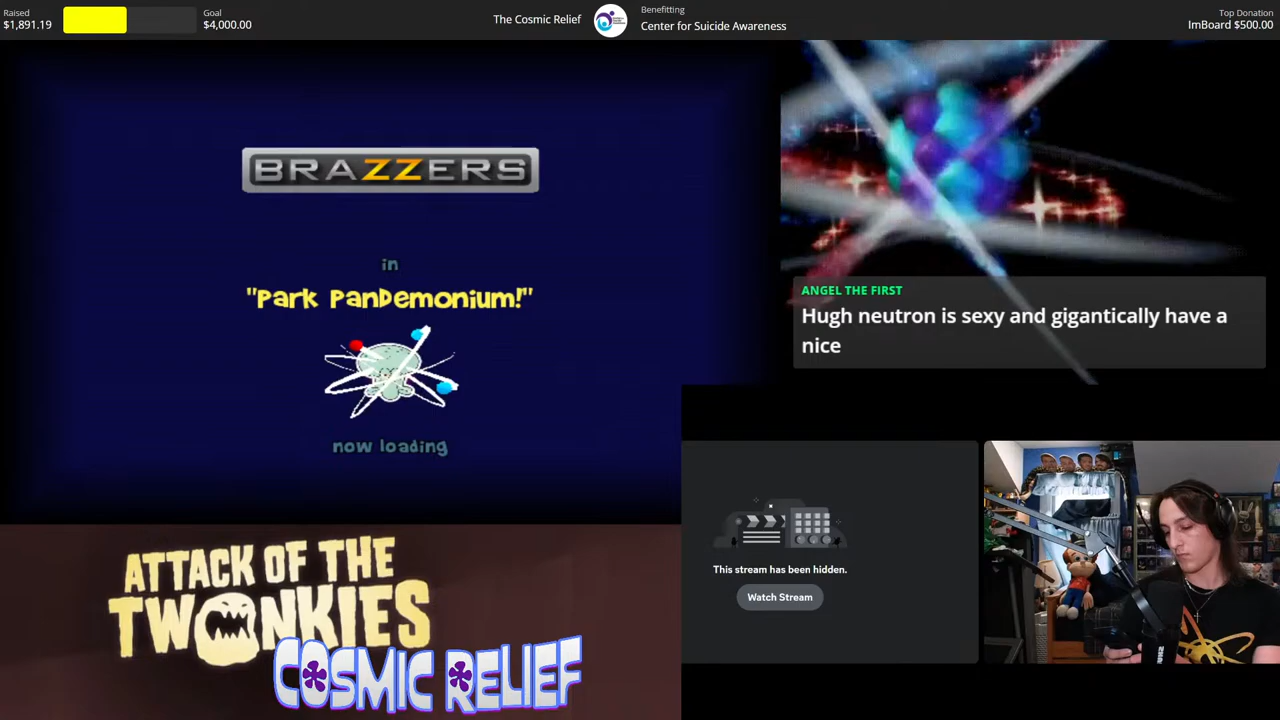 Raised
$1,891.19
Goal
$4,000.00
The Cosmic Relief
Benefitting
Center for Suicide Awareness
Top Donation
ImBoard $500.00
BRAZZERS
in
"Park Pandemonium!"
now loading
ANGEL THE FIRST
Hugh neutron is sexy and gigantically have a
nice
This stream has been hidden.
Watch Stream
ATTACK OF THE
TWONKIES
COSMIC RELIEF